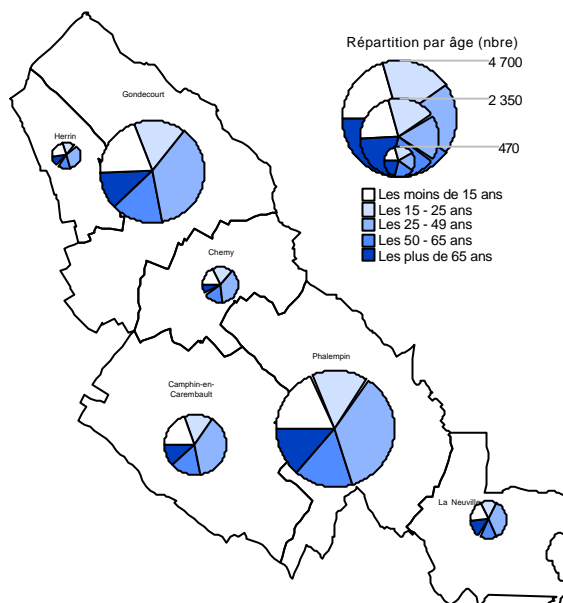 Répartition par âge (nbre)
4 700
2 350
470
Les moins de 15 ans
Les 15 - 25 ans
Les 25 - 49 ans
Les 50 - 65 ans
Les plus de 65 ans
Gondecourt
Herrin
Chemy
Phalempin
Camphin-en-
Carembault
La Neuville